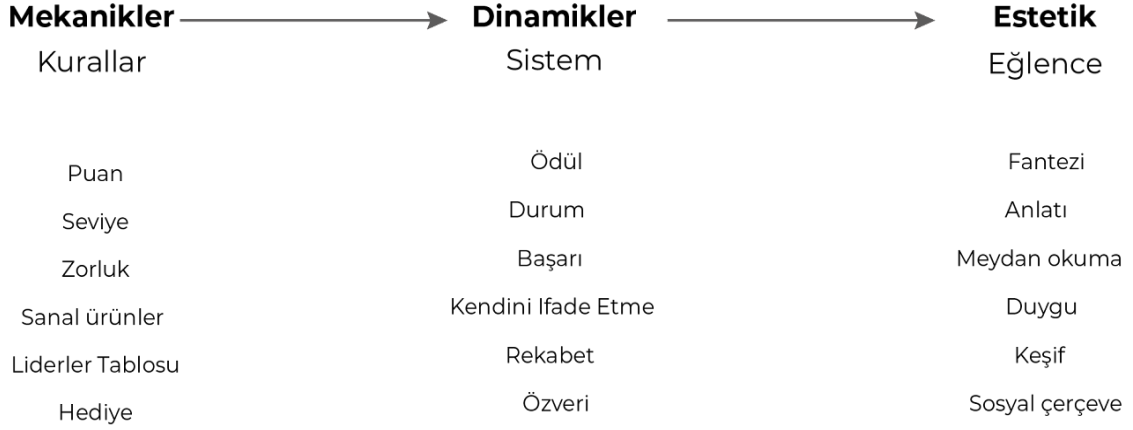 Mekanikler Dinamikler Estetik
Kurallar Sistem Eğlence
Puan Ödül Fantezi
Seviye Durum Anlatı
Zorluk Başarı Meydan okuma
Sanal ürünler Kendini Ifade Etme Duygu
Liderler Tablosu Rekabet Keşif
Hediye Özveri Sosyal çerçeve